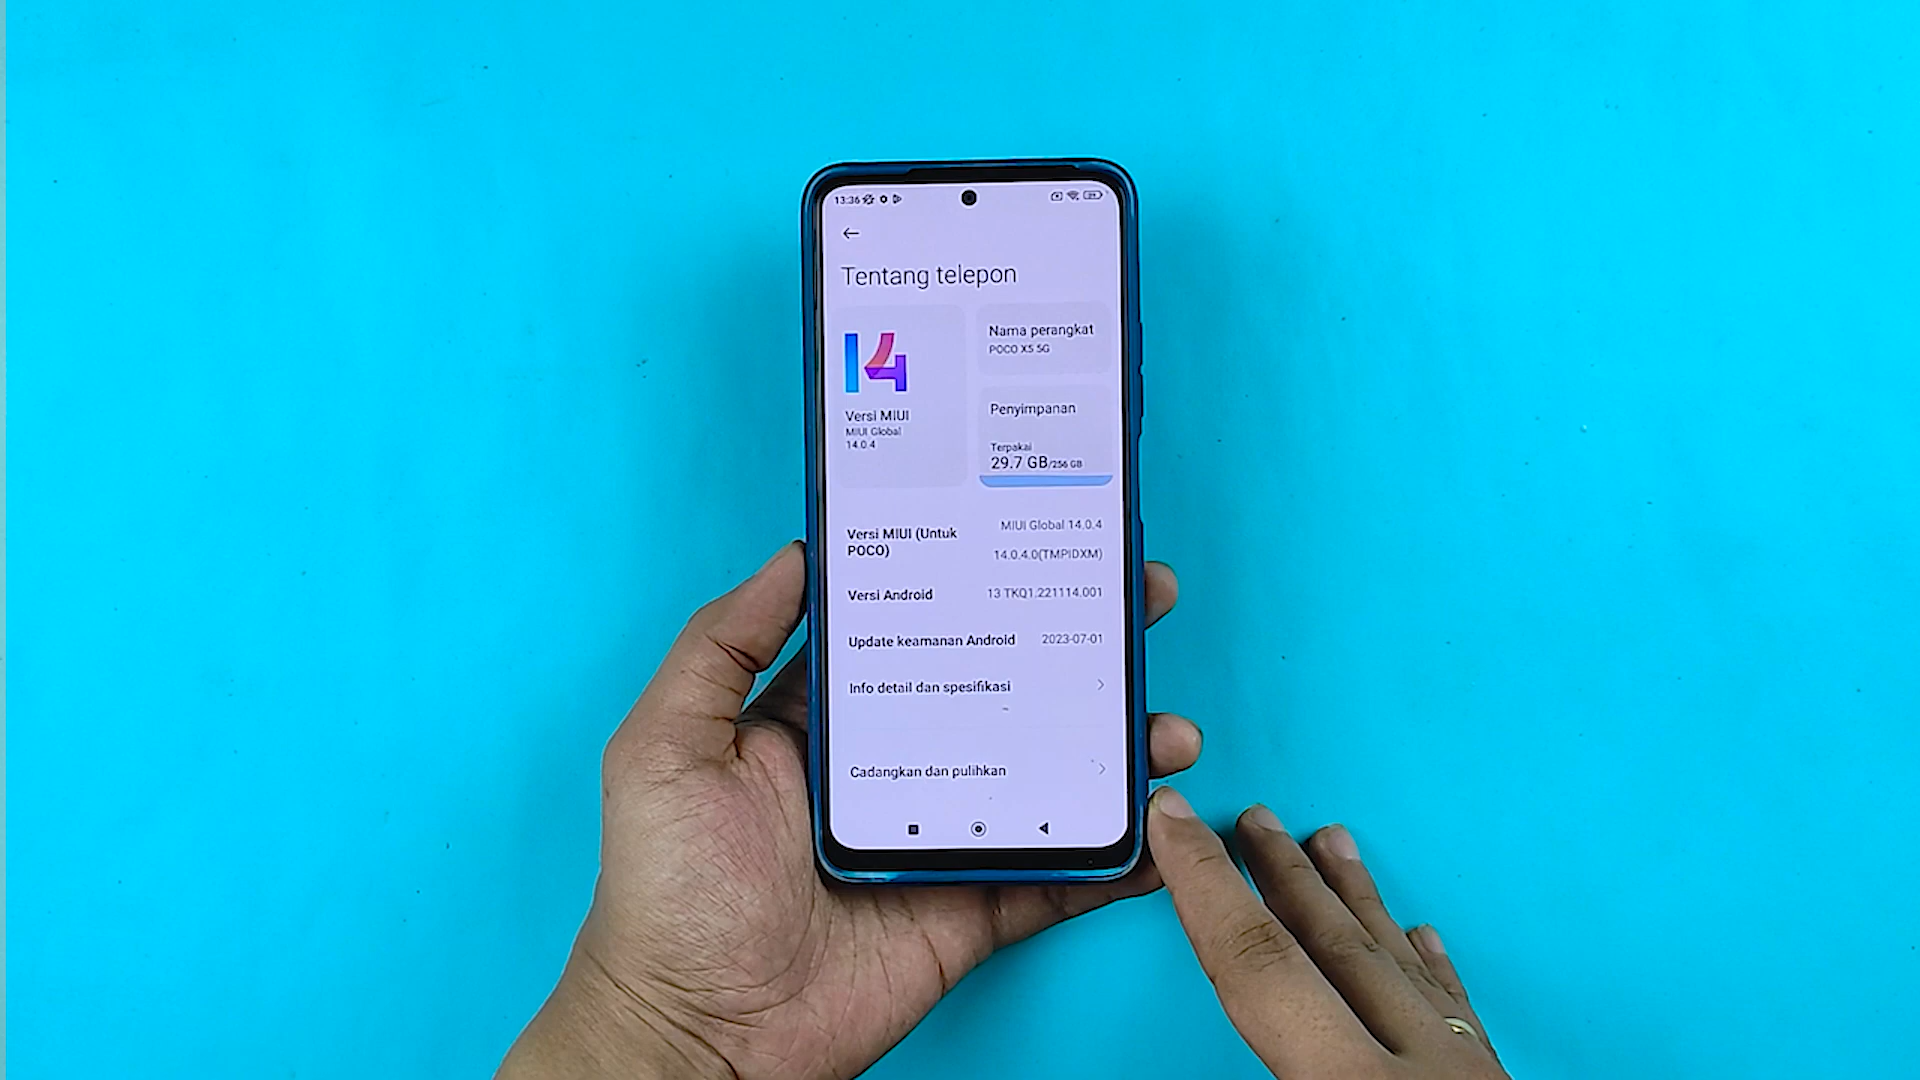 13:36
Tentang telepon
14
Versi MIUI
MIUI Global
14.0.4
Nama perangkat
POCO X5 5G
Penyimpanan
Terpakai
29.7 GB/256 GB
Versi MIUI (Untuk
POCO)
MIUI Global 14.0.4
14.0.4.0(TMPIDXM)
Versi Android
13 TKQ1.221114.001
Update keamanan Android
2023-07-01
Info detail dan spesifikasi
Cadangkan dan pulihkan